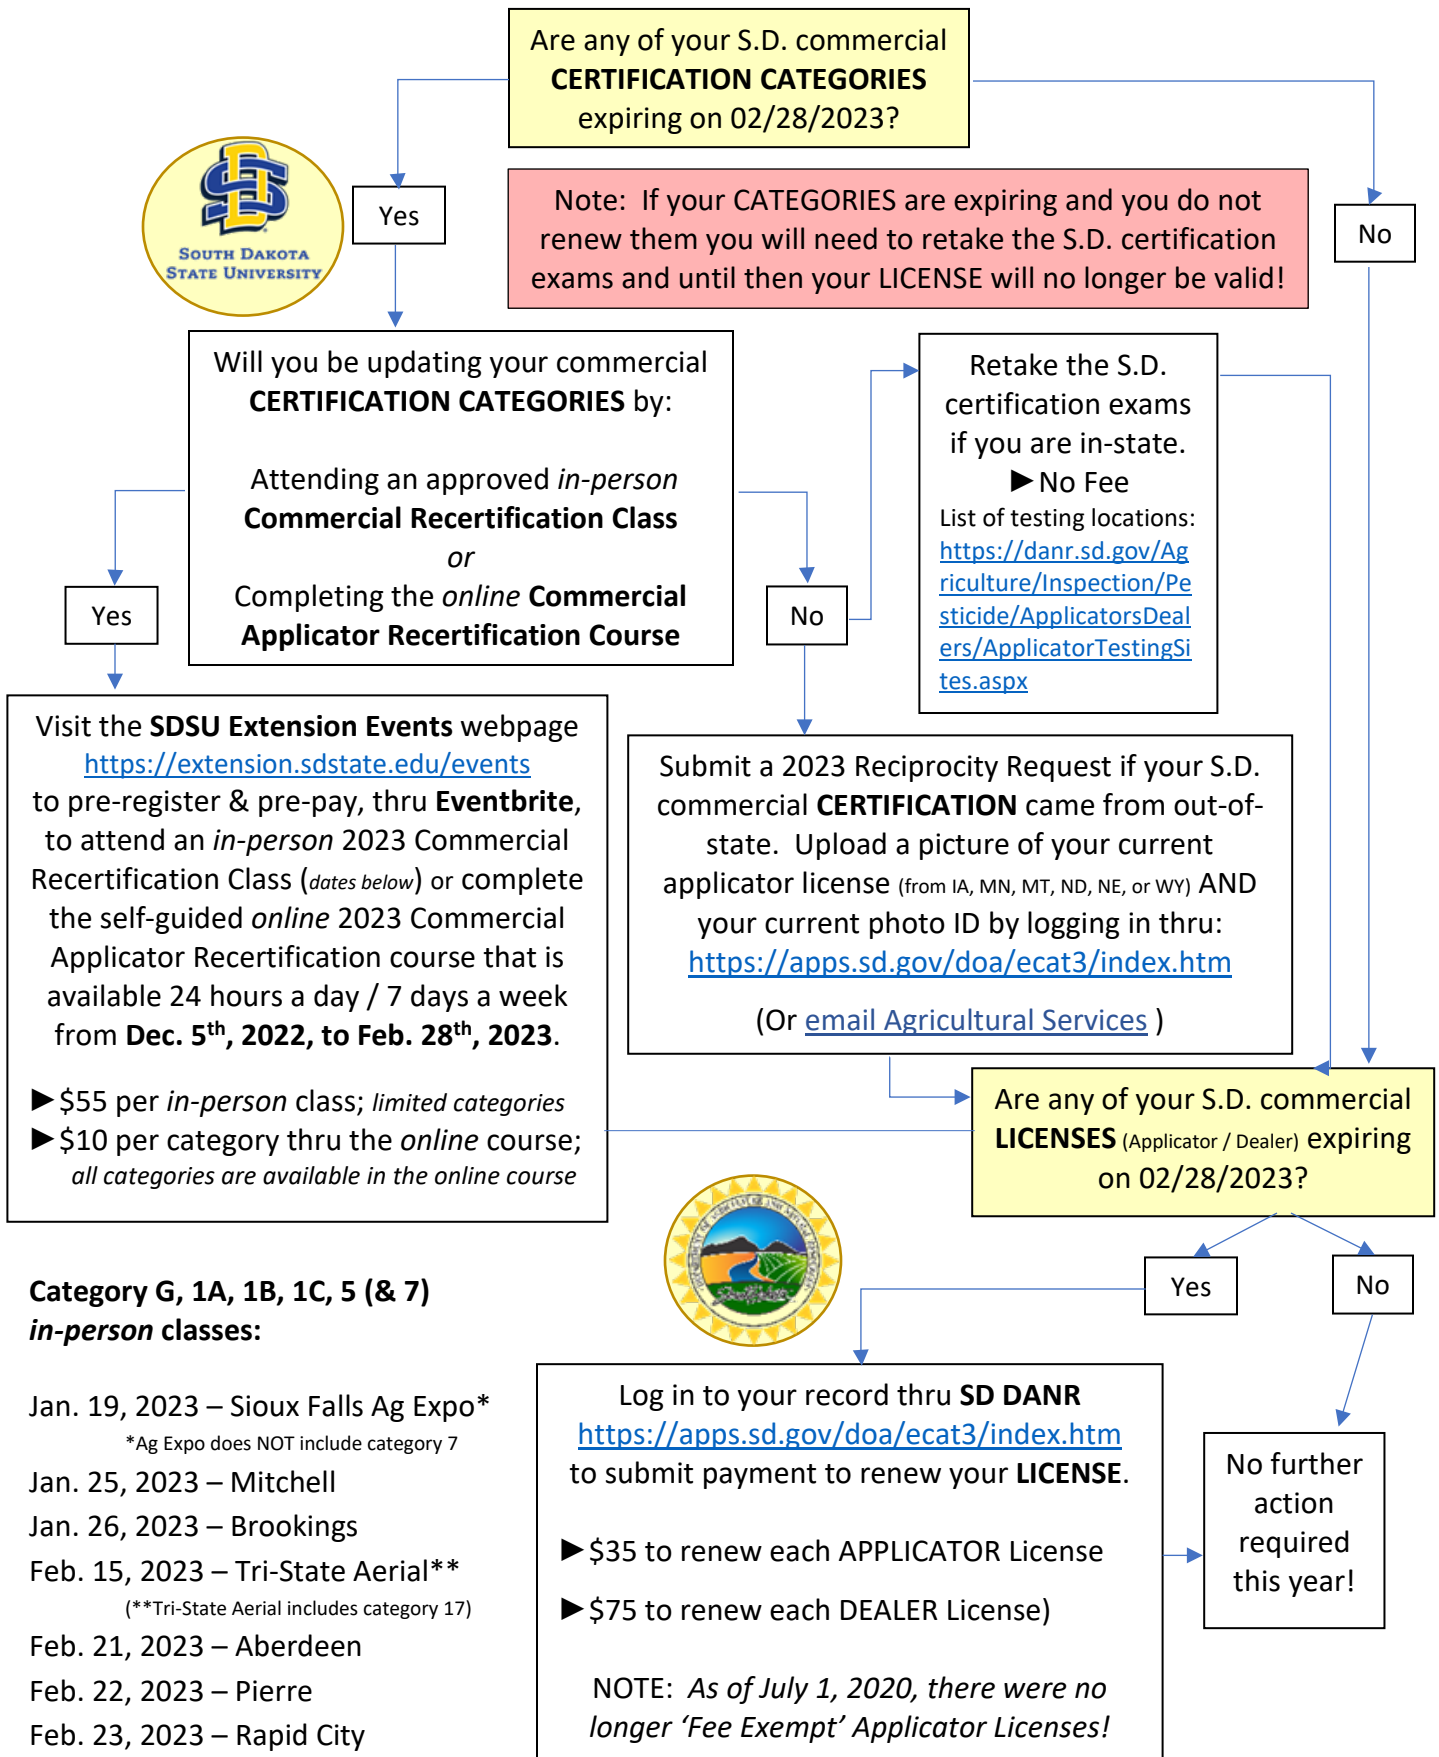 Are any of your S.D. commercial
CERTIFICATION CATEGORIES
expiring on 02/28/2023?
SOUTH DAKOTA
STATE UNIVERSITY
Yes
Note: If your CATEGORIES are expiring and you do not
renew them you will need to retake the S.D. certification
exams and until then your LICENSE will no longer be valid!
No
Will you be updating your commercial
CERTIFICATION CATEGORIES by:
Attending an approved in-person
Commercial Recertification Class
or
Completing the online Commercial
Applicator Recertification Course
Retake the S.D.
certification exams
if you are in-state.
►No Fee
List of testing locations:
https://danr.sd.gov/Ag
riculture/Inspection/Pe
sticide/ApplicatorsDeal
ers/ApplicatorTestingSi
tes.aspx
Yes
No
Visit the SDSU Extension Events webpage
https://extension.sdstate.edu/events
to pre-register & pre-pay, thru Eventbrite,
to attend an in-person 2023 Commercial
Recertification Class (dates below) or complete
the self-guided online 2023 Commercial
Applicator Recertification course that is
available 24 hours a day / 7 days a week
from Dec. 5th, 2022, to Feb. 28th, 2023.
►$55 per in-person class; limited categories
►$10 per category thru the online course;
all categories are available in the online course
Submit a 2023 Reciprocity Request if your S.D.
commercial CERTIFICATION came from out-of-
state. Upload a picture of your current
applicator license (from IA, MN, MT, ND, NE, or WY) AND
your current photo ID by logging in thru:
https://apps.sd.gov/doa/ecat3/index.htm
(Or email Agricultural Services )
Are any of your S.D. commercial
LICENSES (Applicator / Dealer) expiring
on 02/28/2023?
Yes
No
Category G, 1A, 1B, 1C, 5 (& 7)
in-person classes:
Jan. 19, 2023 – Sioux Falls Ag Expo*
*Ag Expo does NOT include category 7
Jan. 25, 2023 – Mitchell
Jan. 26, 2023 – Brookings
Feb. 15, 2023 – Tri-State Aerial**
(**Tri-State Aerial includes category 17)
Feb. 21, 2023 – Aberdeen
Feb. 22, 2023 – Pierre
Feb. 23, 2023 – Rapid City
Log in to your record thru SD DANR
https://apps.sd.gov/doa/ecat3/index.htm
to submit payment to renew your LICENSE.
►$35 to renew each APPLICATOR License
►$75 to renew each DEALER License)
NOTE: As of July 1, 2020, there were no
longer ‘Fee Exempt’ Applicator Licenses!
No further
action
required
this year!